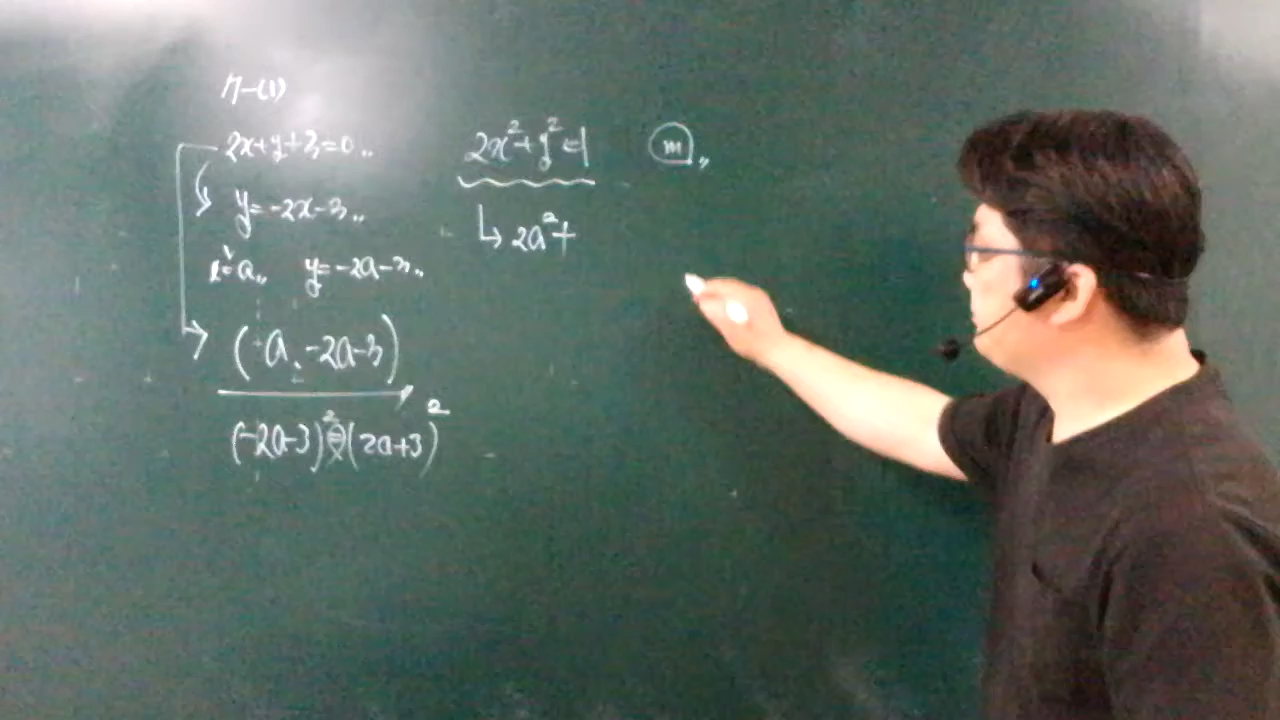 17-(1)
2x+y+3=0..
y=-2x-3..
x=a,, y=-2a-3..
(a, -2a-3)
(-2a-3)²=(2a+3)²
2x²+y²=1
↳ 2a²+
m,,